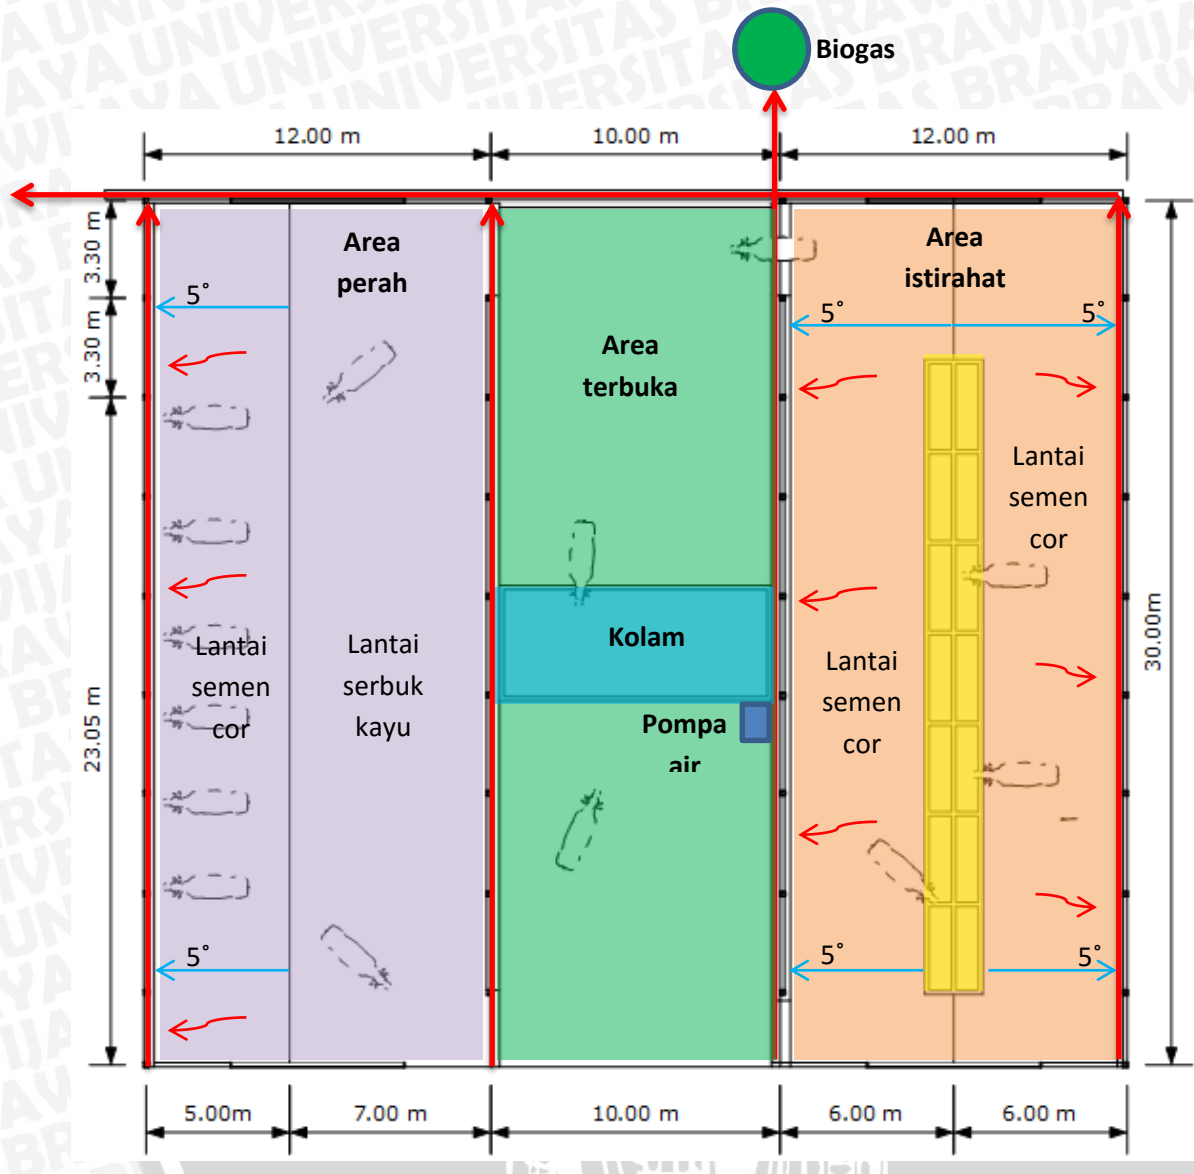 UNIVERSITAS BRAWIJAYA
Biogas
12.00 m
10.00 m
12.00 m
3.30 m
3.30 m
23.05 m
30.00m
Area
perah
Area
terbuka
Area
istirahat
5°
5°
5°
Lantai
semen
cor
Lantai
serbuk
kayu
Kolam
Pompa
air
Lantai
semen
cor
Lantai
semen
cor
5°
5°
5°
5.00m
7.00 m
10.00 m
6.00 m
6.00 m